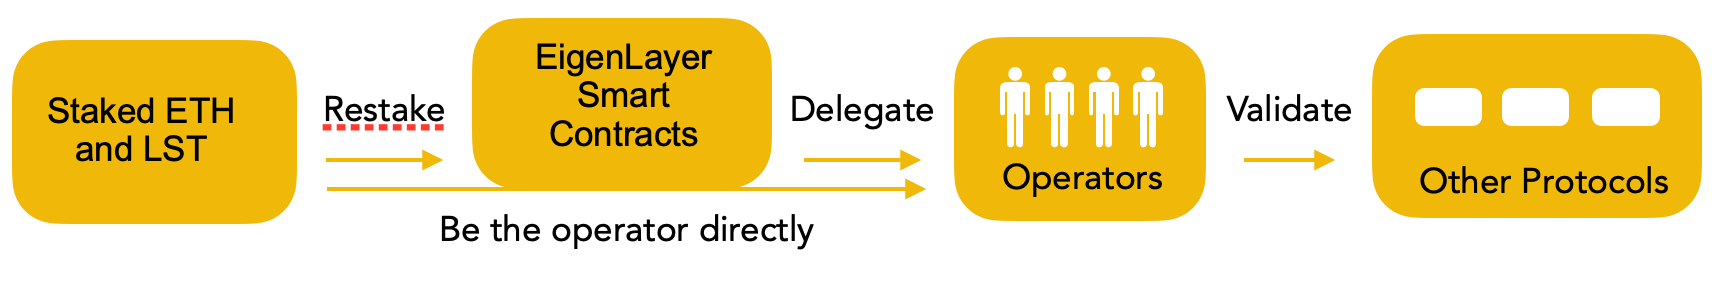 Staked ETH
and LST
Restake
EigenLayer
Smart
Contracts
Delegate
Operators
Validate
Other Protocols
Be the operator directly